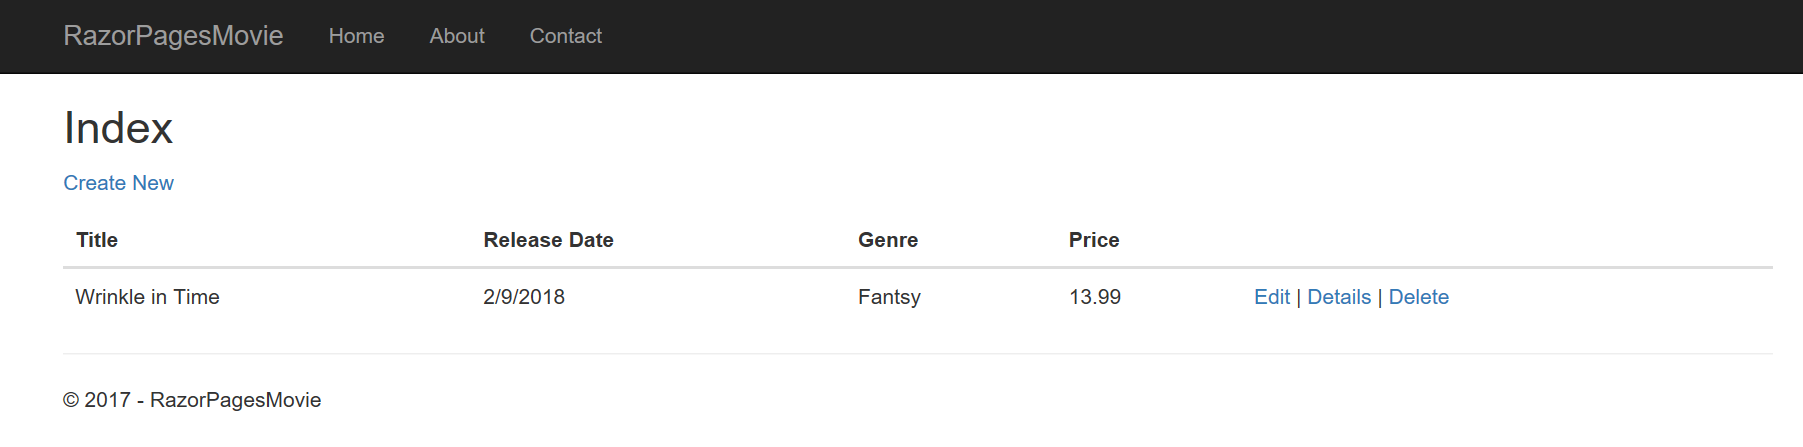 RazorPagesMovie Home About Contact
Index
Create New
Title Release Date Genre Price
Wrinkle in Time 2/9/2018 Fantsy 13.99 Edit | Details | Delete
© 2017 - RazorPagesMovie